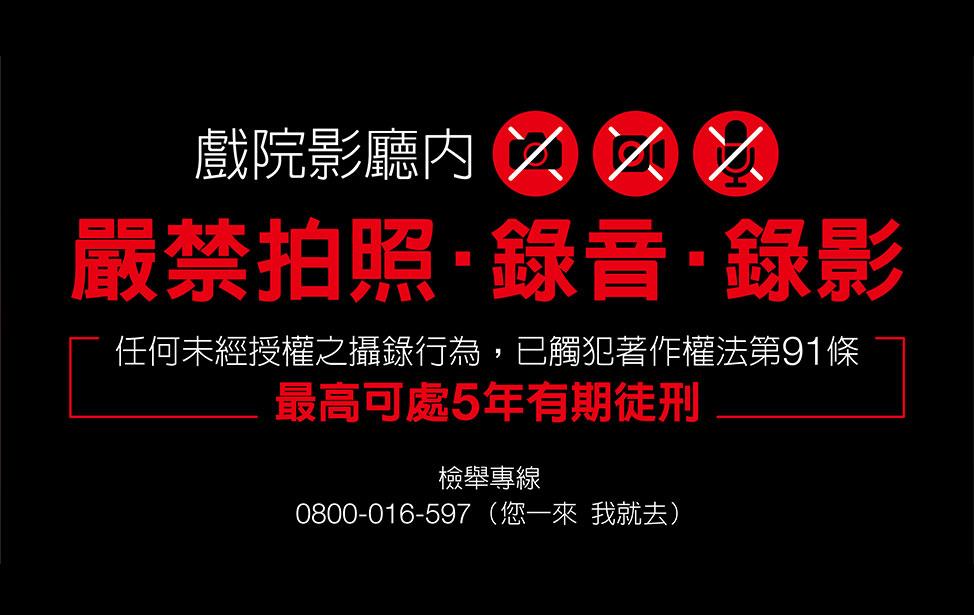 戲院影廳內
嚴禁拍照·錄音·錄影
任何未經授權之攝錄行為，已觸犯著作權法第91條
最高可處5年有期徒刑
檢舉專線
0800-016-597（您一來 我就去）